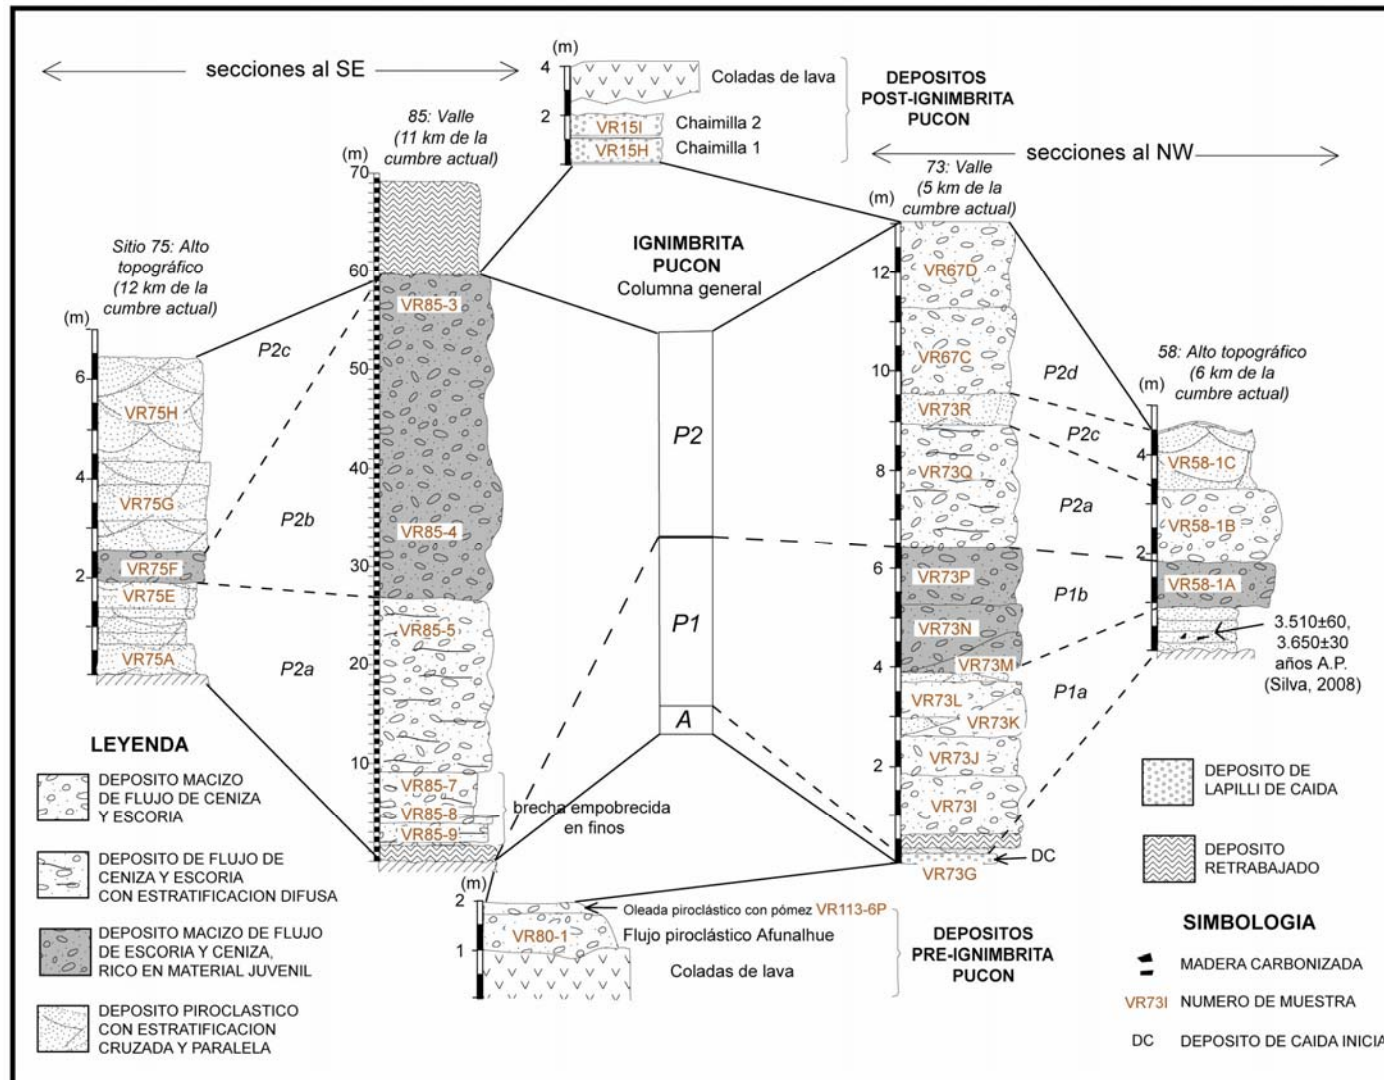 secciones al SE
(m)
4
2
Coladas de lava
VR15I
Chaimilla 2
VR15H
Chaimilla 1
DEPOSITOS
POST-IGNIMBRITA
PUCON
secciones al NW
85: Valle
(11 km de la
cumbre actual)
(m)
70
60
50
40
30
20
10
VR85-3
VR85-4
VR85-5
VR85-7
VR85-8
VR85-9
brecha empobrecida
en finos
Sitio 75: Alto
topográfico
(12 km de la
cumbre actual)
(m)
6
4
2
VR75H
VR75G
VR75F
VR75E
VR75A
P2c
P2b
P2a
IGNIMBRITA
PUCON
Columna general
P2
P1
A
73: Valle
(5 km de la
cumbre actual)
(m)
12
10
8
6
4
2
VR67D
VR67C
VR73R
VR73Q
VR73P
VR73N
VR73M
VR73L
VR73K
VR73J
VR73I
DC
VR73G
P2d
P2c
P2a
P1b
P1a
58: Alto topográfico
(6 km de la
cumbre actual)
(m)
4
2
VR58-1C
VR58-1B
VR58-1A
3.510±60,
3.650±30
años A.P.
(Silva, 2008)
(m)
2
1
Oleada piroclástico con pómez VR113-6P
VR80-1
Flujo piroclástico Afunalhue
Coladas de lava
DEPOSITOS
PRE-IGNIMBRITA
PUCON
LEYENDA
DEPOSITO MACIZO
DE FLUJO DE CENIZA
Y ESCORIA
DEPOSITO DE FLUJO DE
CENIZA Y ESCORIA
CON ESTRATIFICACION DIFUSA
DEPOSITO MACIZO DE FLUJO
DE ESCORIA Y CENIZA,
RICO EN MATERIAL JUVENIL
DEPOSITO PIROCLASTICO
CON ESTRATIFICACION
CRUZADA Y PARALELA
DEPOSITO DE
LAPILLI DE CAIDA
DEPOSITO
RETRABAJADO
SIMBOLOGIA
MADERA CARBONIZADA
VR73I NUMERO DE MUESTRA
DC DEPOSITO DE CAIDA INICIA